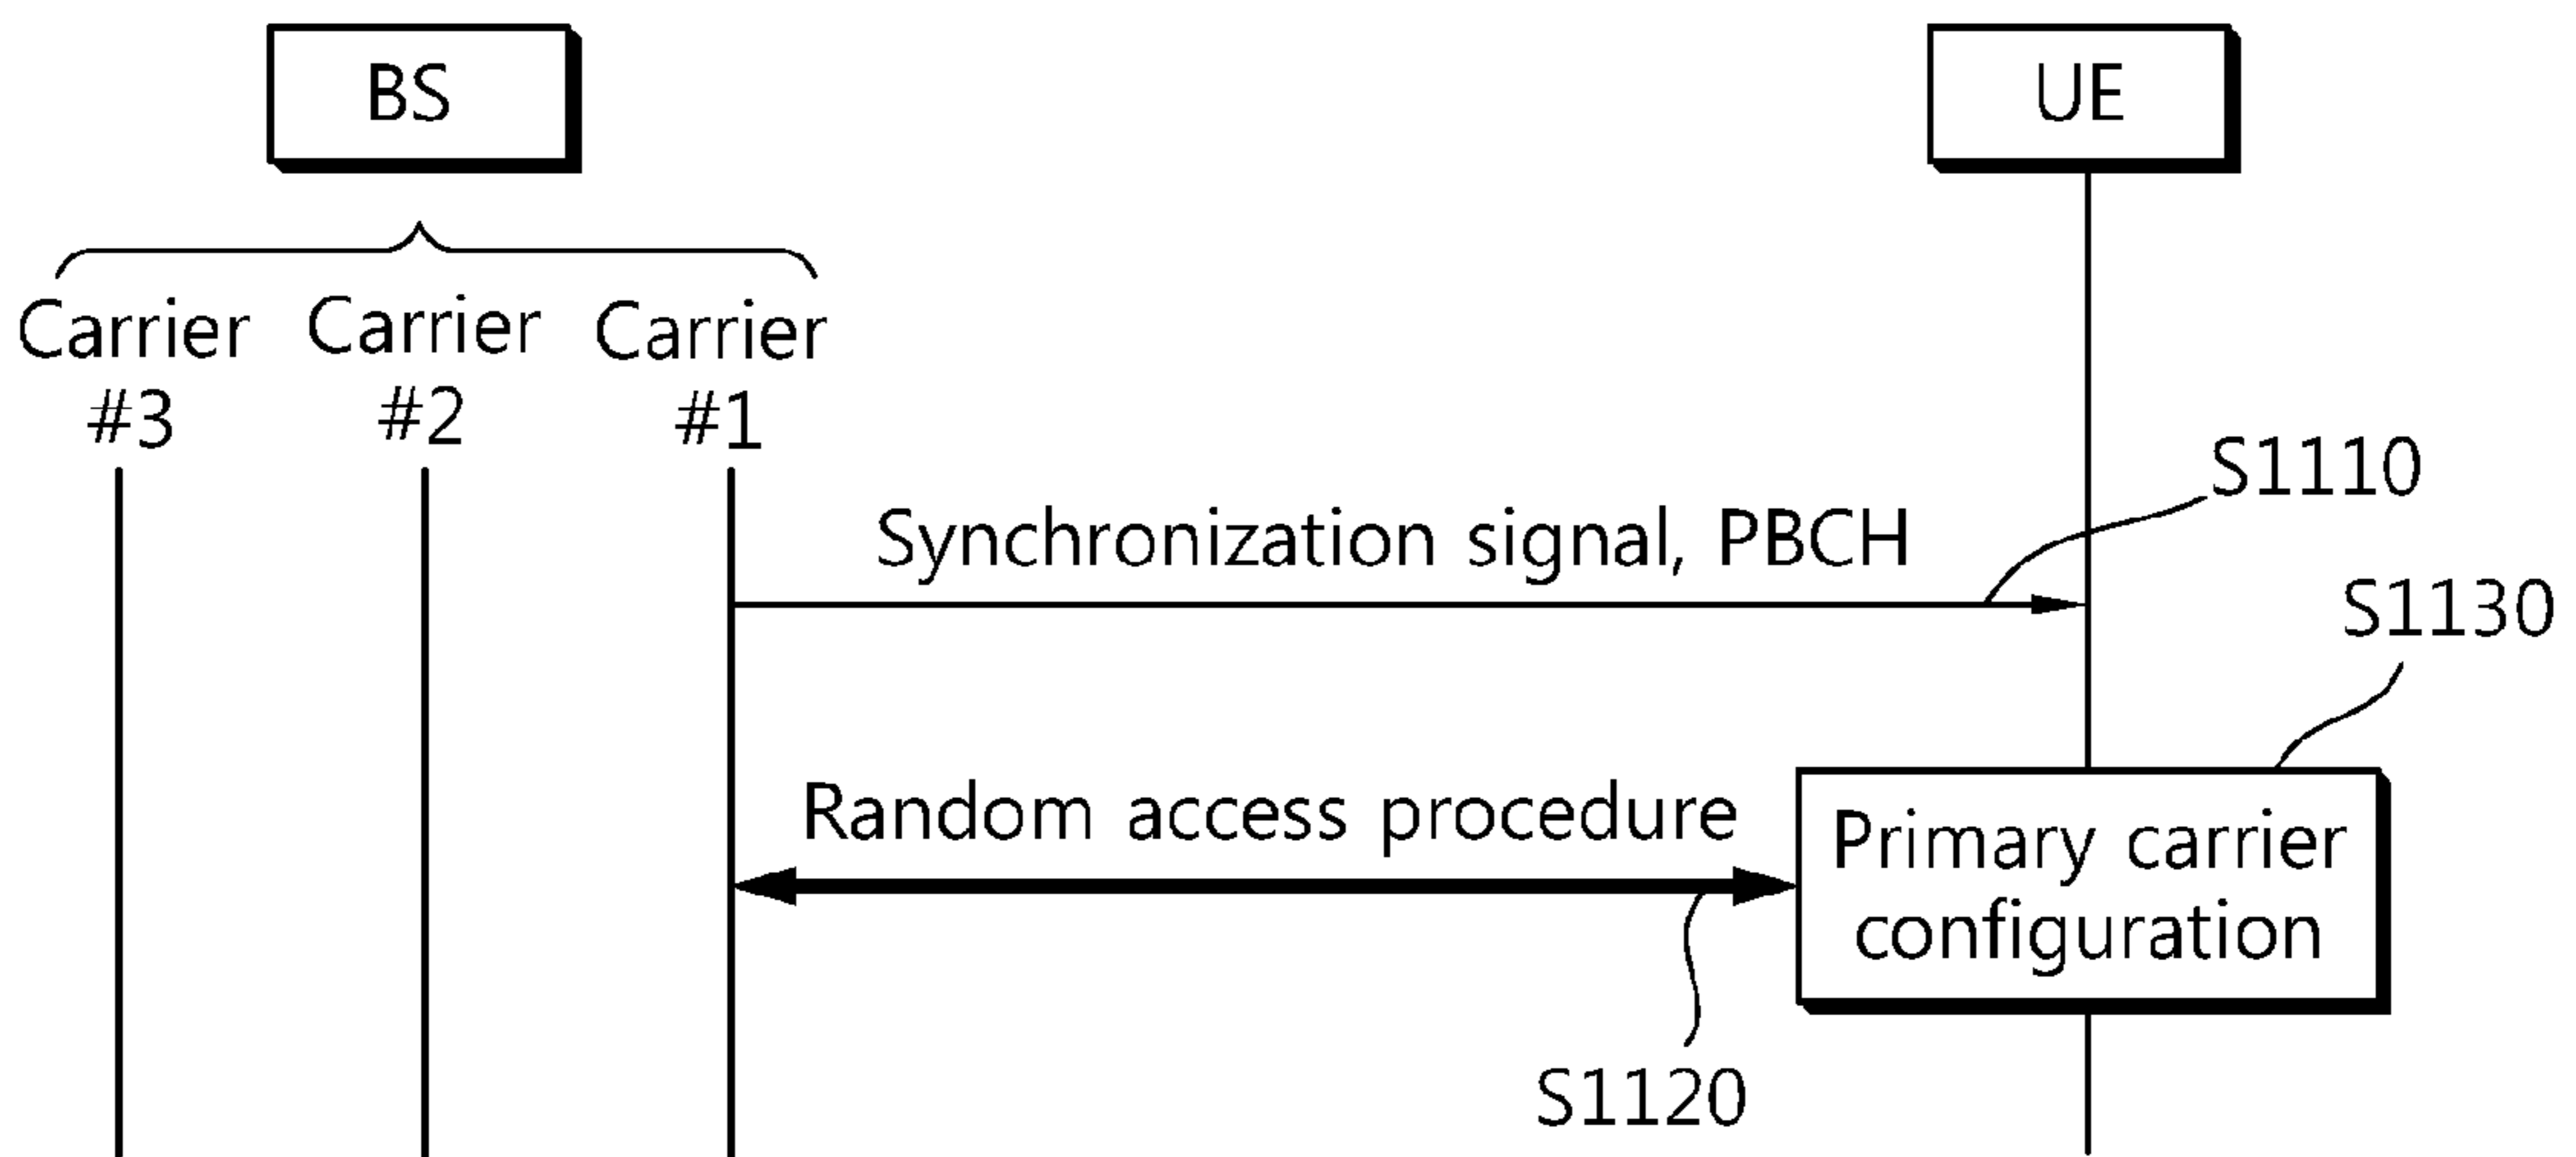 BS
UE
Carrier
#3
Carrier
#2
Carrier
#1
Synchronization signal, PBCH
S1110
S1130
Random access procedure
Primary carrier
configuration
S1120